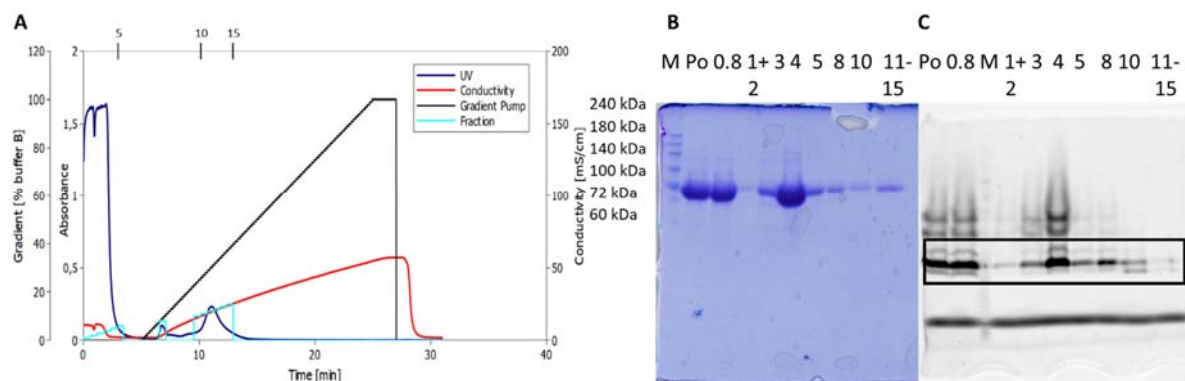 A
5 10 15
Gradient [% buffer B]
120
100
80
60
40
20
0
Absorbance
2
1,5
1
0,5
0
UV
Conductivity
Gradient Pump
Fraction
200
150
100
50
0
Conductivity [mS/cm]
0 10 20 30 40
Time [min]
B
M Po 0.8 1+ 3 4 5 8 10 11-
2 15
240 kDa
180 kDa
140 kDa
100 kDa
72 kDa
60 kDa
C
Po 0.8 M 1+ 3 4 5 8 10 11-
2 15